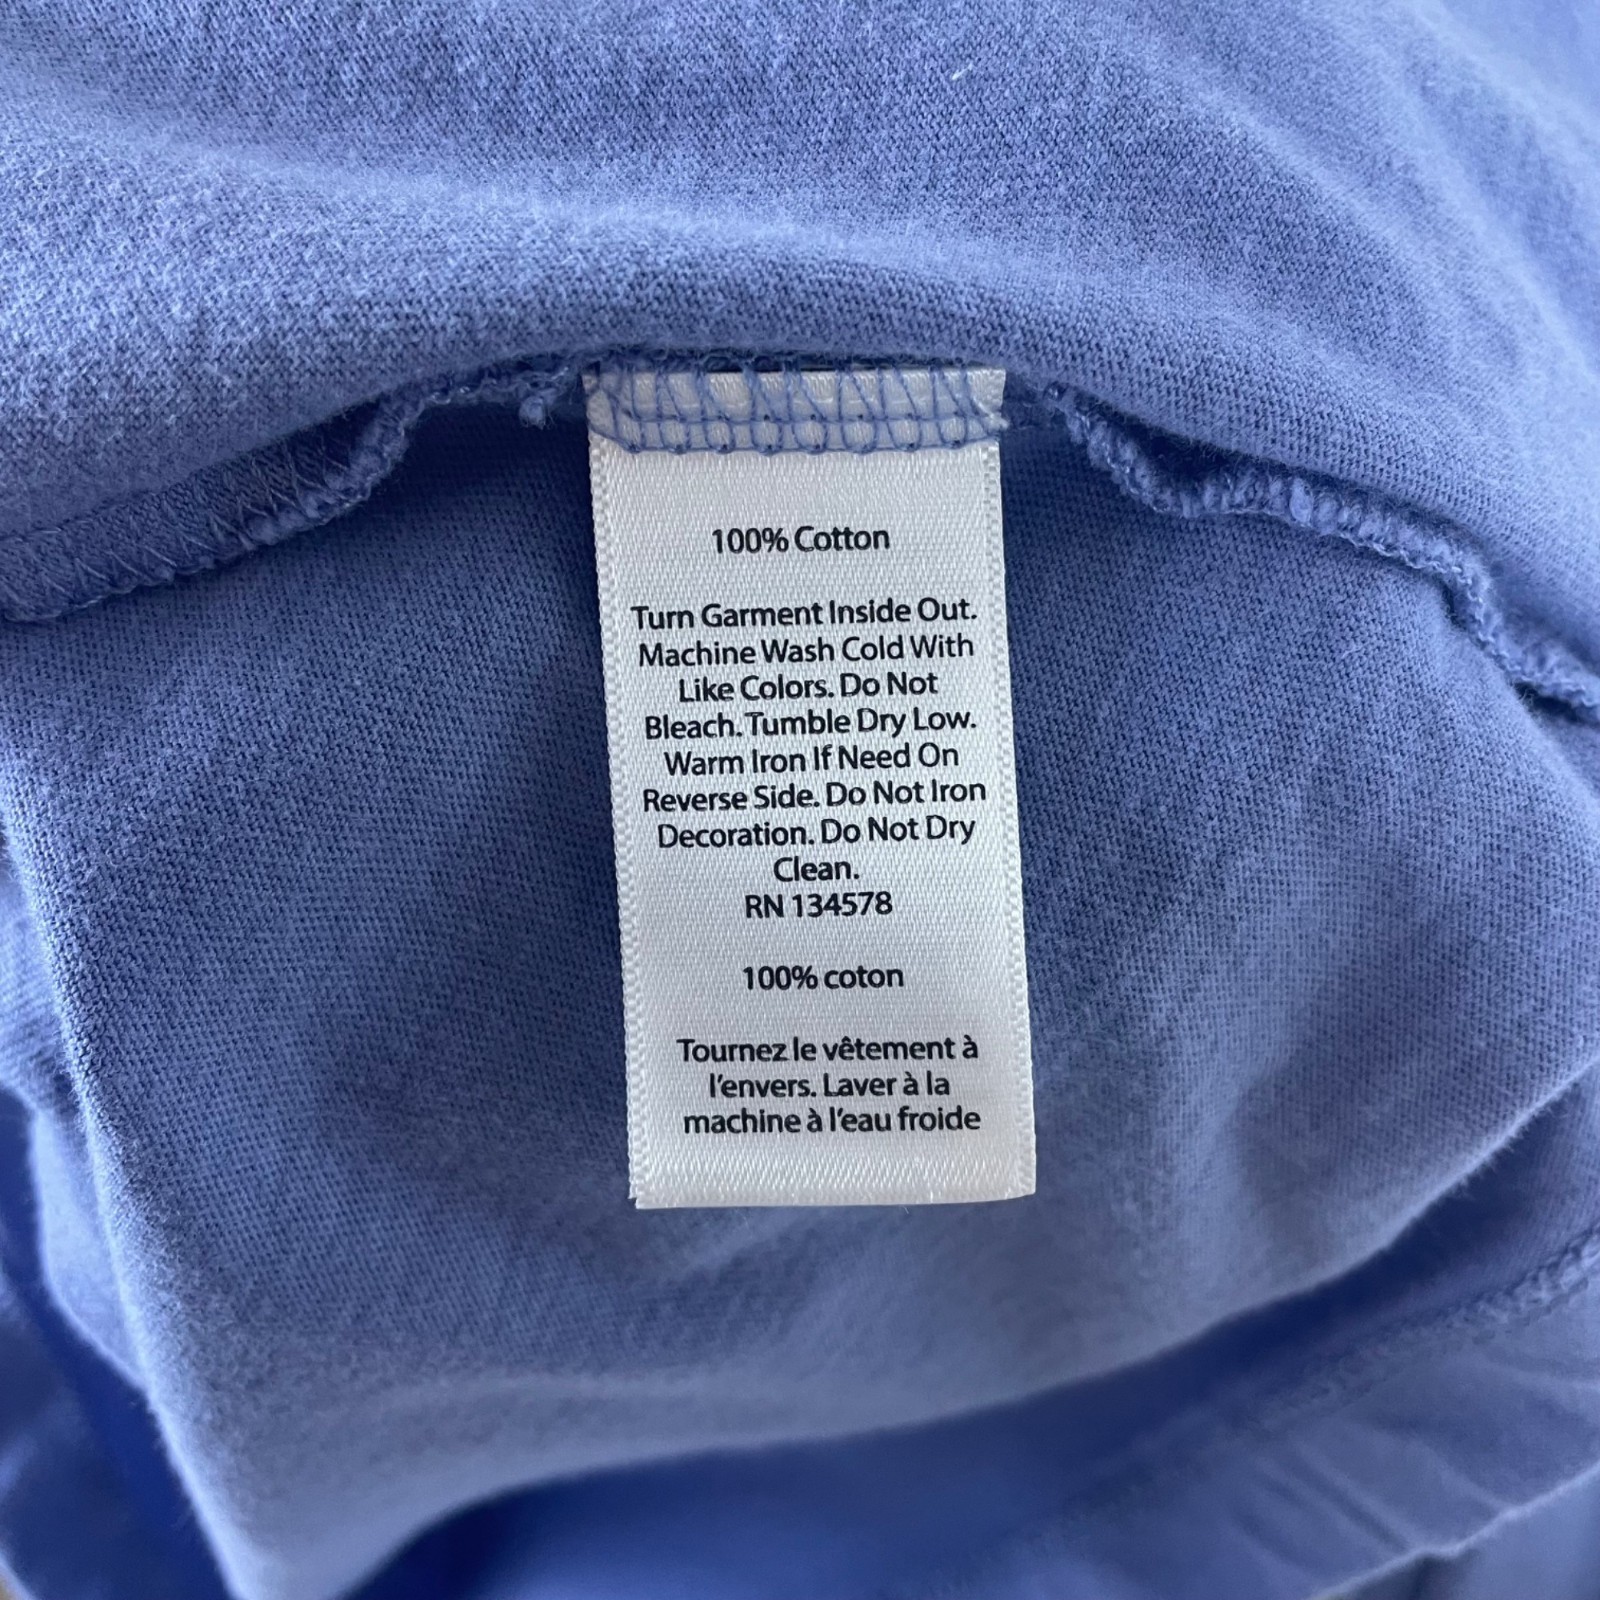 100% Cotton
Turn Garment Inside Out.
Machine Wash Cold With
Like Colors. Do Not
Bleach. Tumble Dry Low.
Warm Iron If Need On
Reverse Side. Do Not Iron
Decoration. Do Not Dry
Clean.
RN 134578
100% coton
Tournez le vêtement à
l'envers. Laver à la
machine à l'eau froide